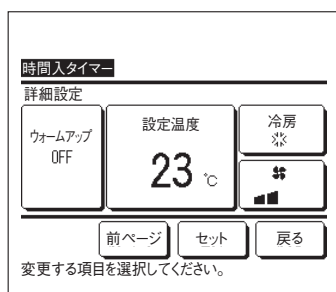 時間入タイマー
詳細設定
ウォームアップ
OFF
設定温度
23 ℃
冷房
前ページ
セット
戻る
変更する項目を選択してください。